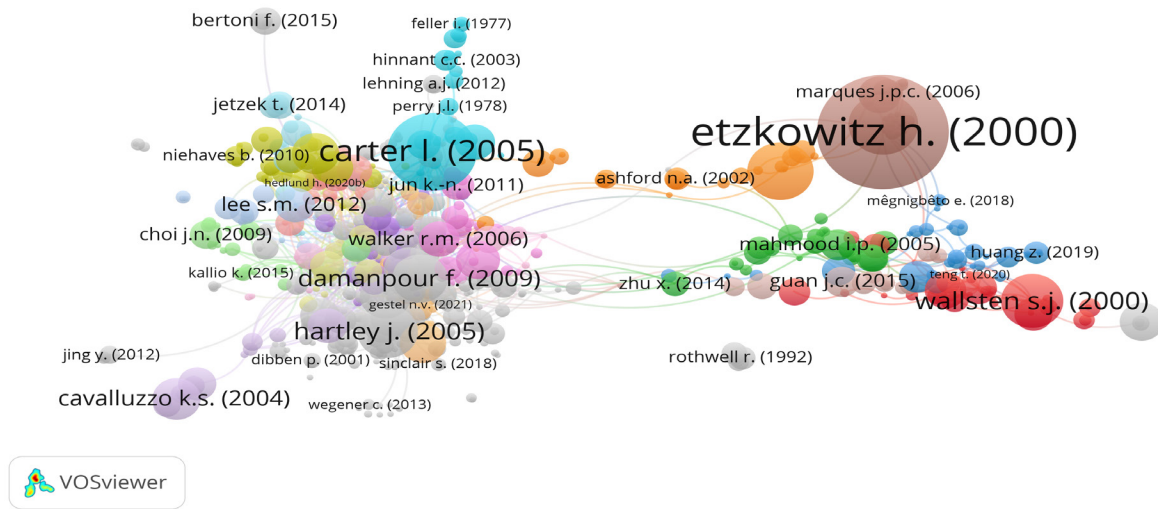 bertoni f. (2015)
feller i. (1977)
hinnant c.c. (2003)
lehning a.j. (2012)
marques j.p.c. (2006)
jetzek t. (2014)
perry j.l. (1978)
etzkowitz h. (2000)
carter l. (2005)
niehaves b. (2010)
hedlund h. (2020b)
jun k.-n. (2011)
ashford n.a. (2002)
lee s.m. (2012)
mêgnigbêto e. (2018)
choi j.n. (2009)
walker r.m. (2006)
mahmood i.p. (2005)
huang z. (2019)
kallio k. (2015)
damanpour f. (2009)
zhu x. (2014)
guan j.c. (2015)
teng t. (2020)
gestel n.v. (2021)
wallsten s.j. (2000)
hartley j. (2005)
jing y. (2012)
dibben p. (2001)
sinclair s. (2018)
rothwell r. (1992)
cavalluzzo k.s. (2004)
wegener c. (2013)
VOSviewer